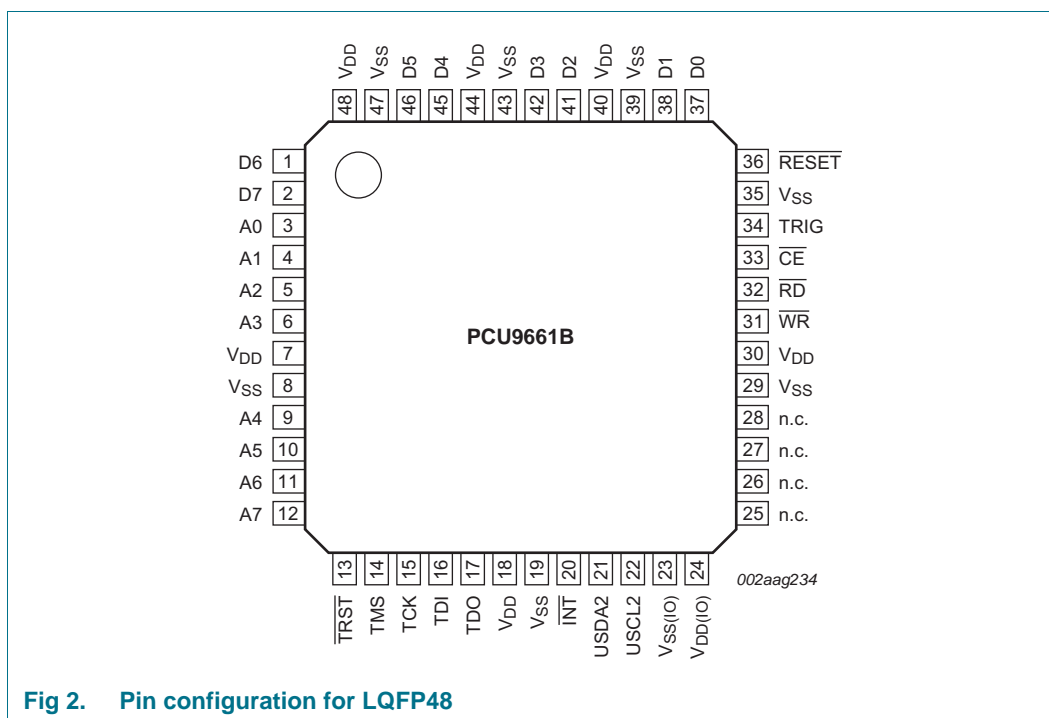 VDD VSS D5 D4 VDD VSS D3 D2 VDD VSS D1 D0
48 47 46 45 44 43 42 41 40 39 38 37
D6 1
D7 2
A0 3
A1 4
A2 5
A3 6
VDD 7
VSS 8
A4 9
A5 10
A6 11
A7 12
PCU9661B
36 RESET
35 VSS
34 TRIG
33 CE
32 RD
31 WR
30 VDD
29 VSS
28 n.c.
27 n.c.
26 n.c.
25 n.c.
13 14 15 16 17 18 19 20 21 22 23 24
TRST TMS TCK TDI TDO VDD VSS INT USDA2 USCL2 VSS(IO) VDD(IO)
002aag234
Fig 2. Pin configuration for LQFP48